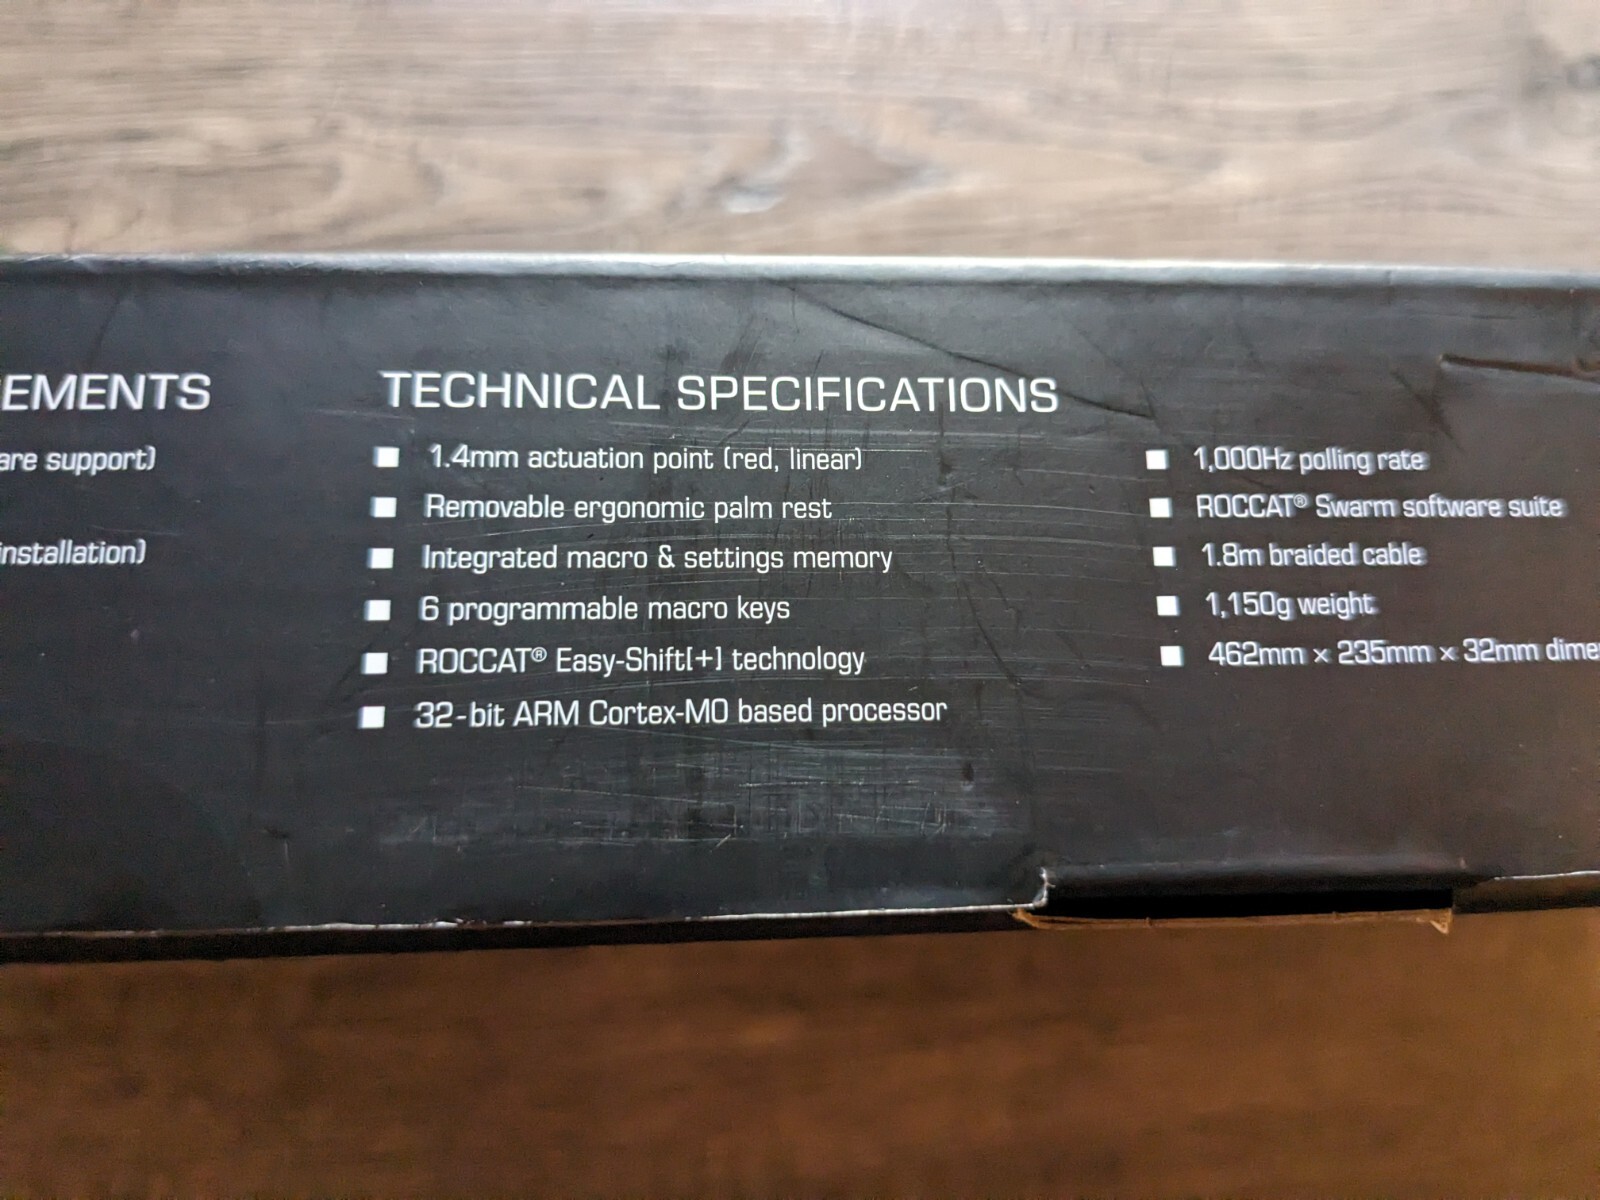 EMENTS
are support)
installation)
TECHNICAL SPECIFICATIONS
1.4mm actuation point (red, linear)
Removable ergonomic palm rest
Integrated macro & settings memory
6 programmable macro keys
ROCCAT® Easy-Shift[+] technology
32-bit ARM Cortex-M0 based processor
1,000Hz polling rate
ROCCAT® Swarm software suite
1.8m braided cable
1,150g weight
462mm × 235mm × 32mm dime